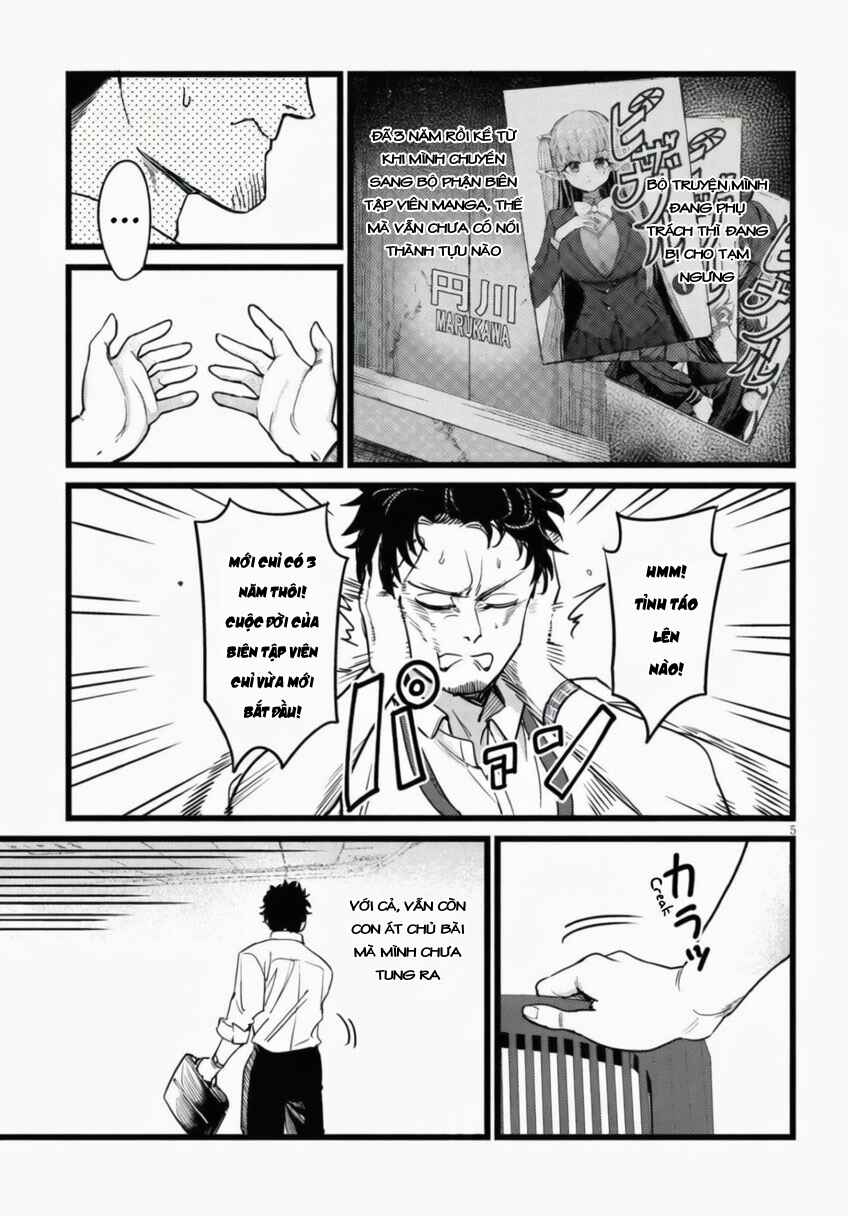 BỎ TRUYỆN MÌNH
ĐANG PHỤ
TRÁCH THÌ ĐANG
BỊ CHO TẠM
NGƯNG
ĐÃ 3 NĂM RỒI KỂ TỪ
KHI MÌNH CHUYỂN
SANG BỘ PHẬN BIÊN
TẬP VIÊN MANGA, THẾ
MÀ VẪN CHƯA CÓ NỔI
THÀNH TỰU NÀO
円川
MARUKAWA
...
HMM!
TỈNH TÁO
LÊN
NÀO!
MỚI CHỈ CÓ 3
NĂM THÔI!
CUỘC ĐỜI CỦA
BIÊN TẬP VIÊN
CHỈ VỪA MỚI
BẮT ĐẦU!
パァン
5
カラッ
Creak
VỚI CẢ, VẪN CÒN
CON ÁT CHỦ BÀI
MÀ MÌNH CHƯA
TUNG RA